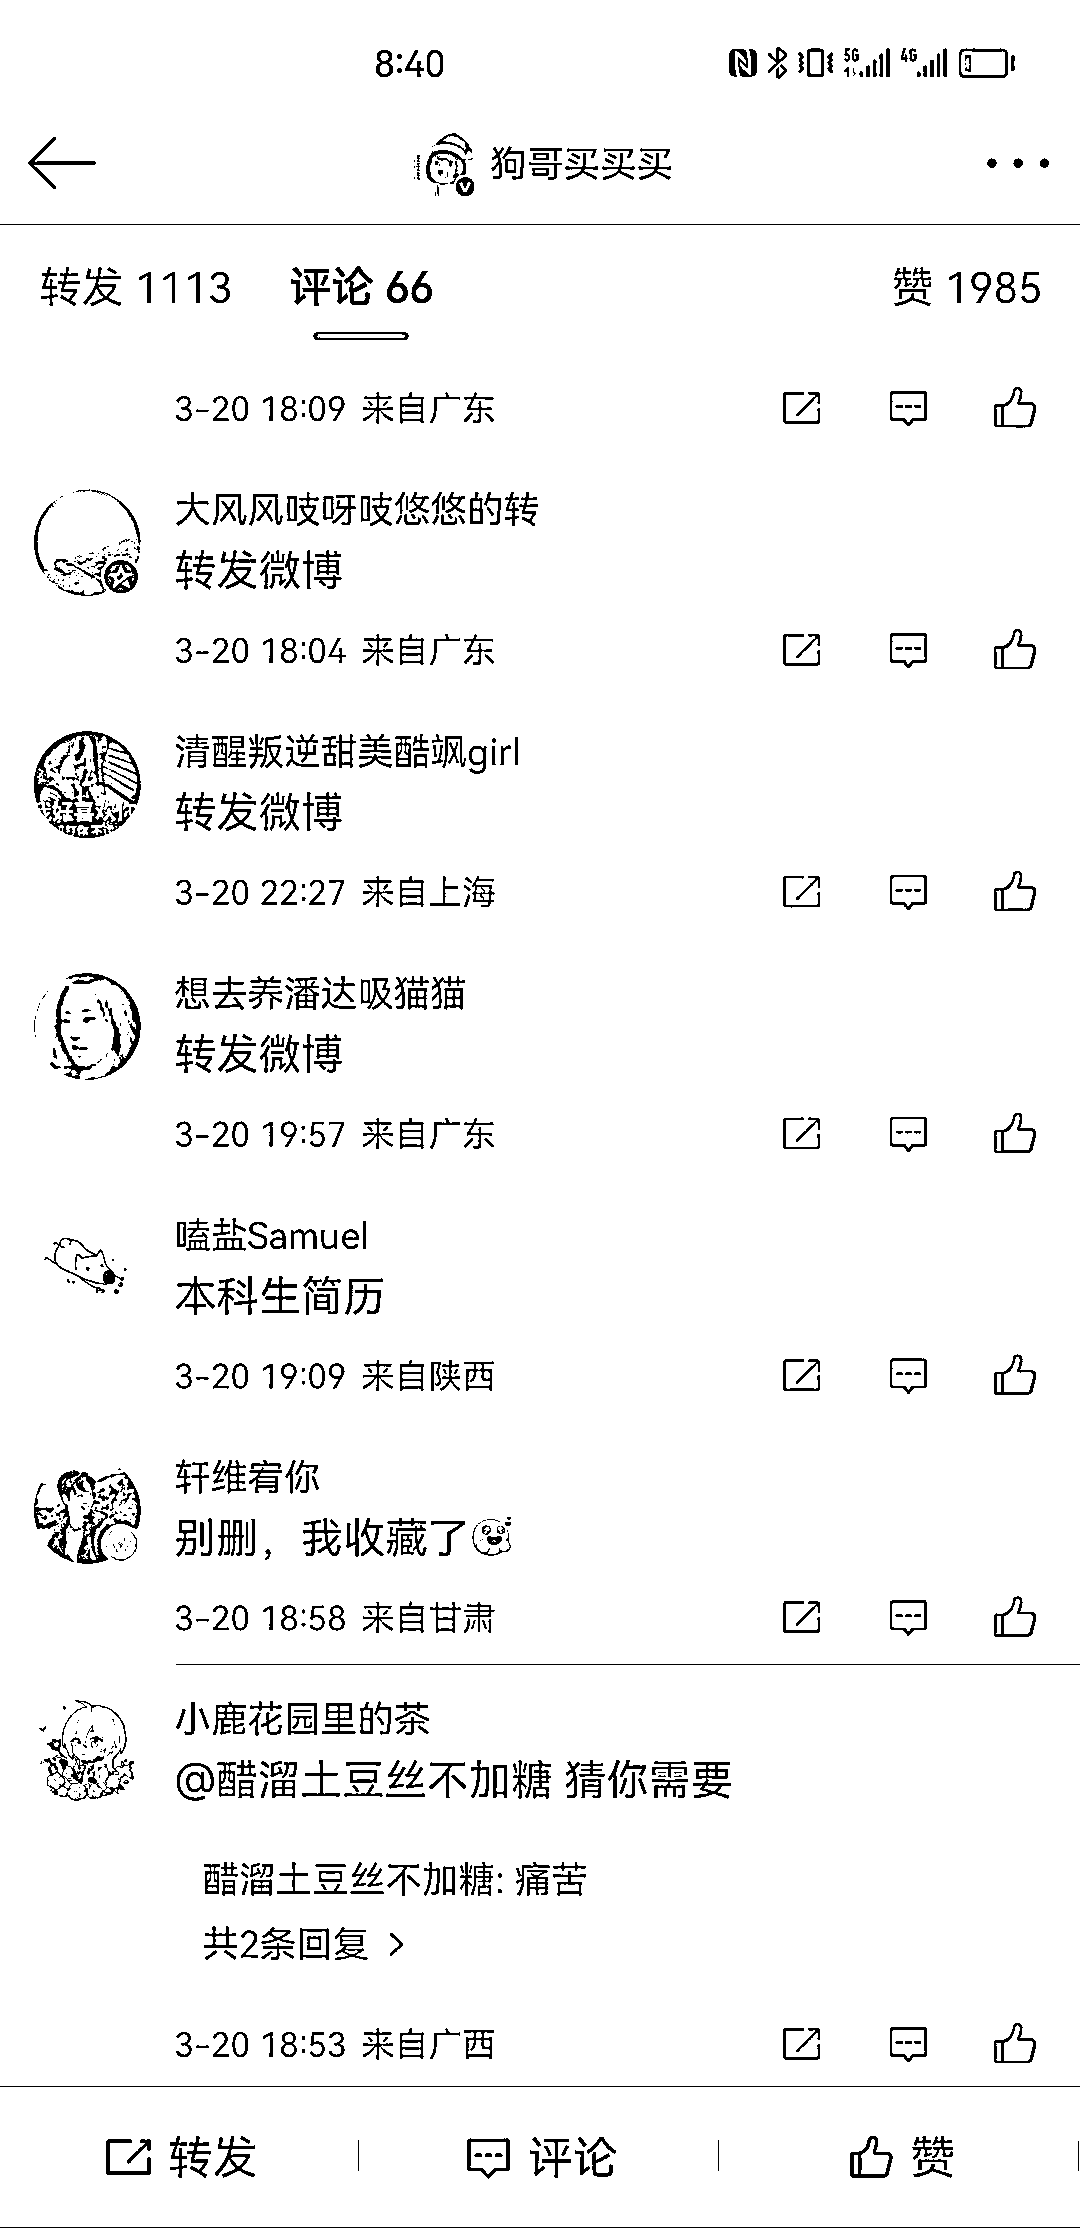 8:40
5G 4G
狗哥买买买
转发 1113 评论 66 赞 1985
3-20 18:09 来自广东
大风风吱呀吱悠悠的转
转发微博
3-20 18:04 来自广东
清醒叛逆甜美酷飒girl
转发微博
3-20 22:27 来自上海
想去养潘达吸猫猫
转发微博
3-20 19:57 来自广东
嗑盐Samuel
本科生简历
3-20 19:09 来自陕西
轩维宥你
别删，我收藏了
3-20 18:58 来自甘肃
小鹿花园里的茶
@醋溜土豆丝不加糖 猜你需要
醋溜土豆丝不加糖: 痛苦
共2条回复 >
3-20 18:53 来自广西
转发 评论 赞